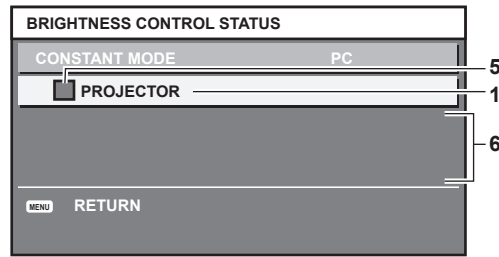 BRIGHTNESS CONTROL STATUS
CONSTANT MODE PC
5
PROJECTOR 1
6
MENU RETURN